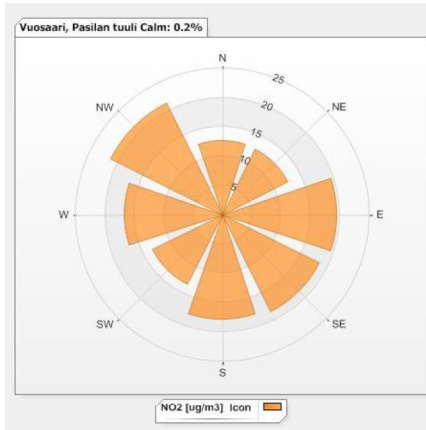 Vuosaari, Pasilan tuuli Calm: 0.2%
N
25
NW
20
NE
15
10
5
W
E
SW
SE
S
NO2 [ug/m3] Icon